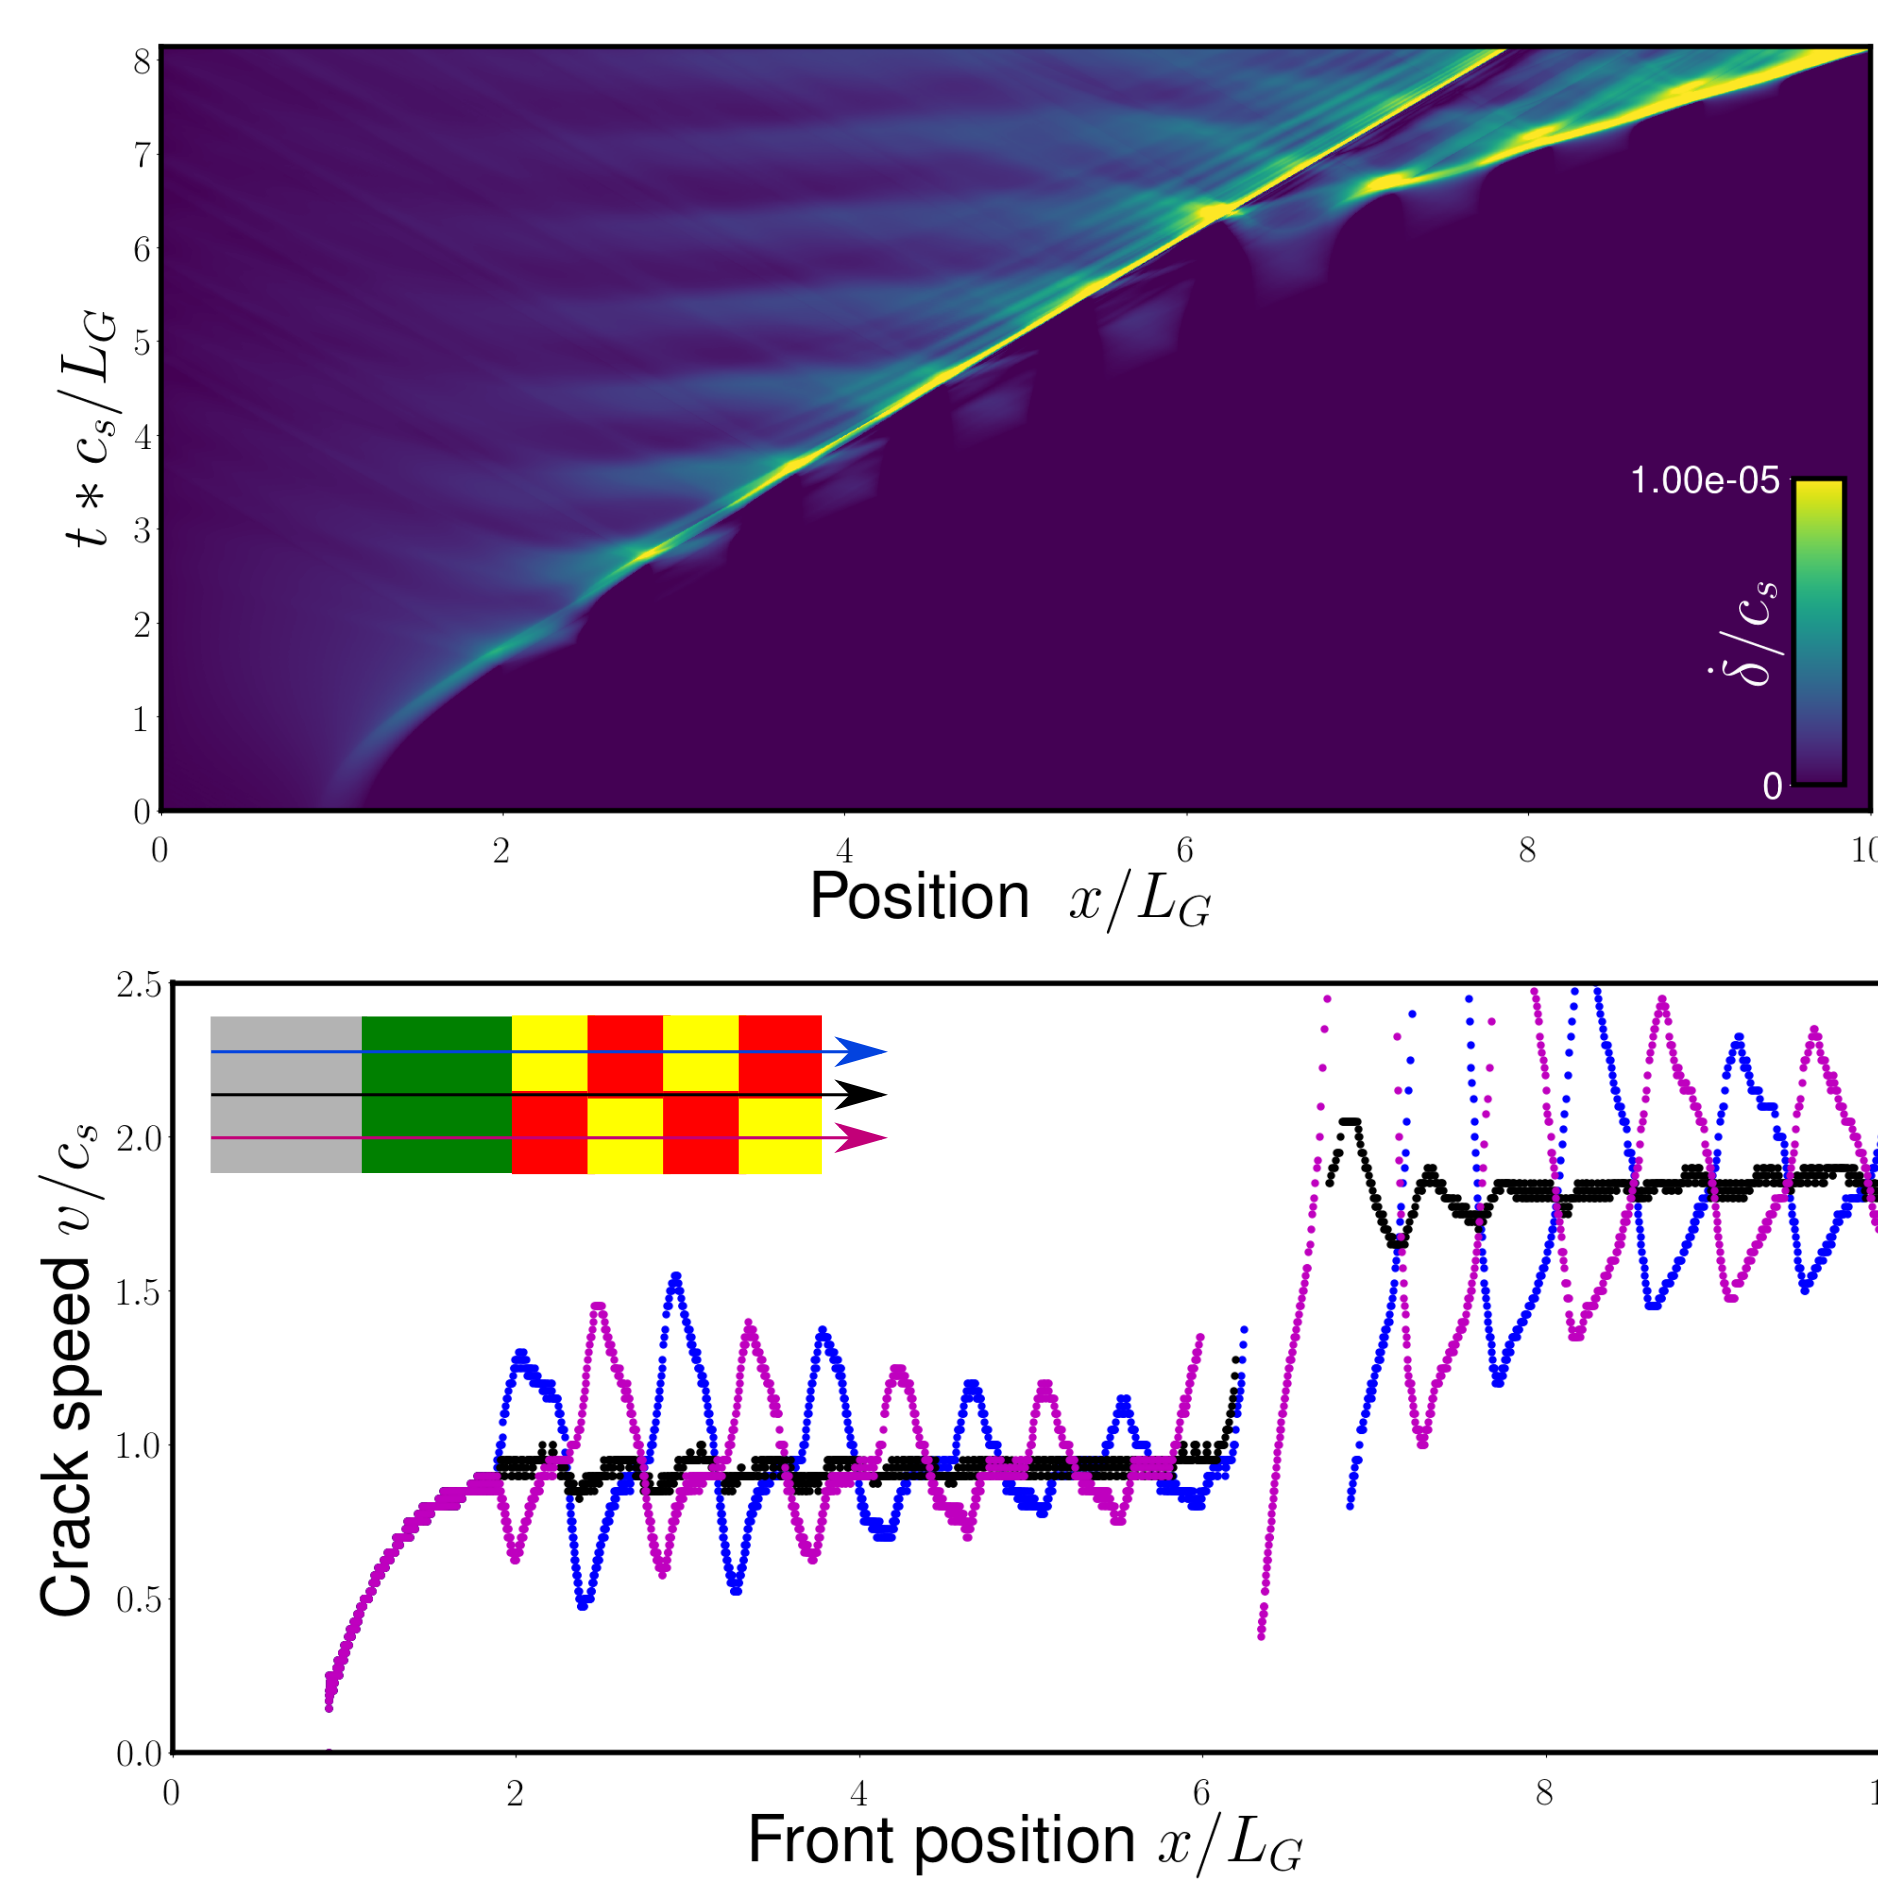 8
7
6
5
4
3
2
1
0
t * c_s/L_G
1.00e-05
0
δ̇/c_s
0 2 4 6 8 10
Position x/L_G
2.5
2.0
1.5
1.0
0.5
0.0
Crack speed v/c_s
0 2 4 6 8 1
Front position x/L_G